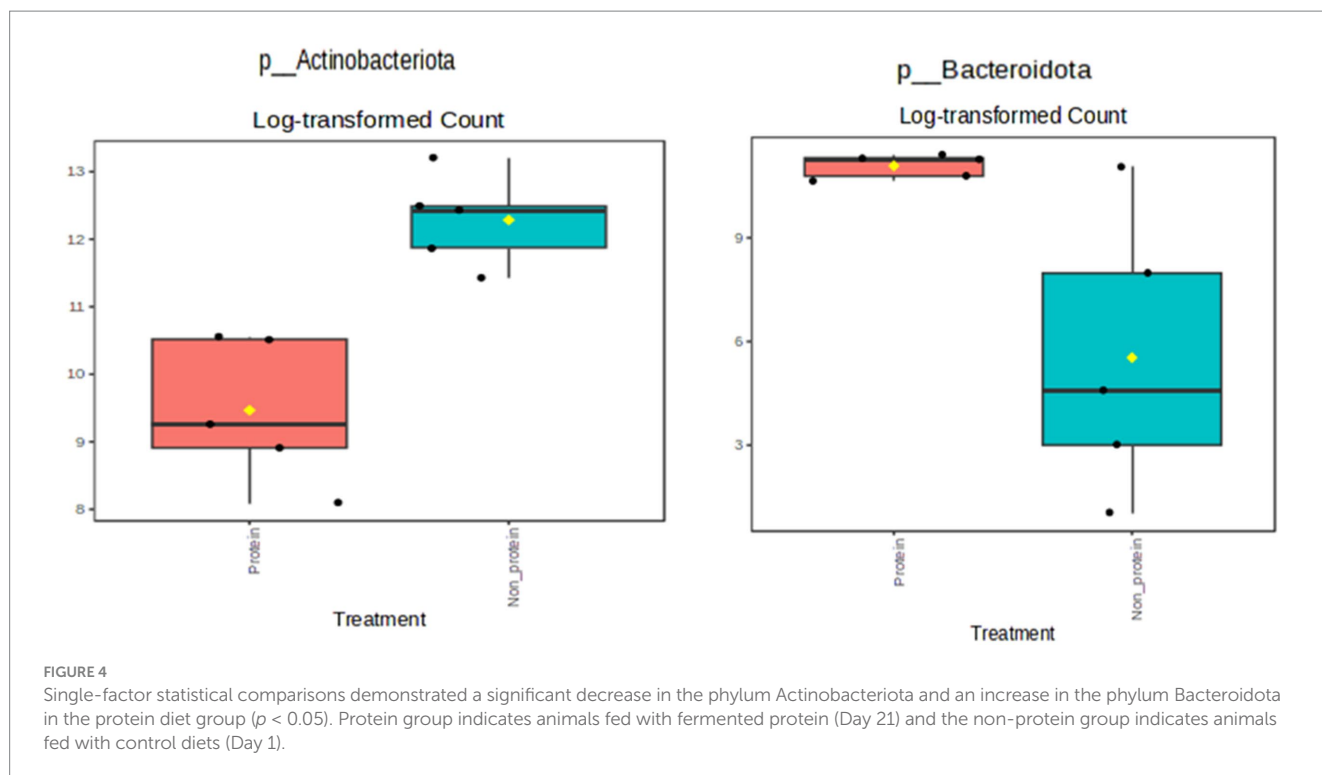 p__Actinobacteriota
Log-transformed Count
13
12
11
10
9
8
Protein
Non_protein
Treatment
p__Bacteroidota
Log-transformed Count
9
6
3
Protein
Non_protein
Treatment
FIGURE 4
Single-factor statistical comparisons demonstrated a significant decrease in the phylum Actinobacteriota and an increase in the phylum Bacteroidota
in the protein diet group (p < 0.05). Protein group indicates animals fed with fermented protein (Day 21) and the non-protein group indicates animals
fed with control diets (Day 1).